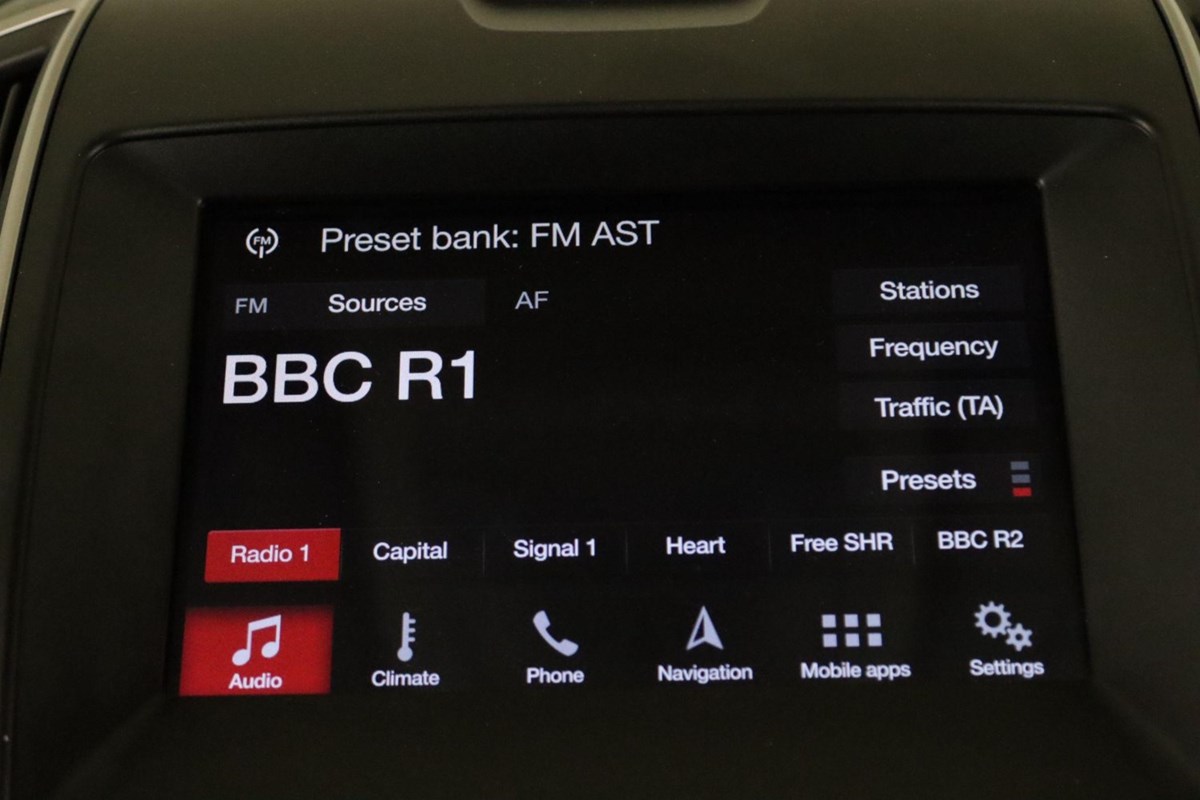 FM
Preset bank: FM AST
FM Sources AF
Stations
BBC R1
Frequency
Traffic (TA)
Presets
Radio 1 Capital Signal 1 Heart Free SHR BBC R2
Audio Climate Phone Navigation Mobile apps Settings